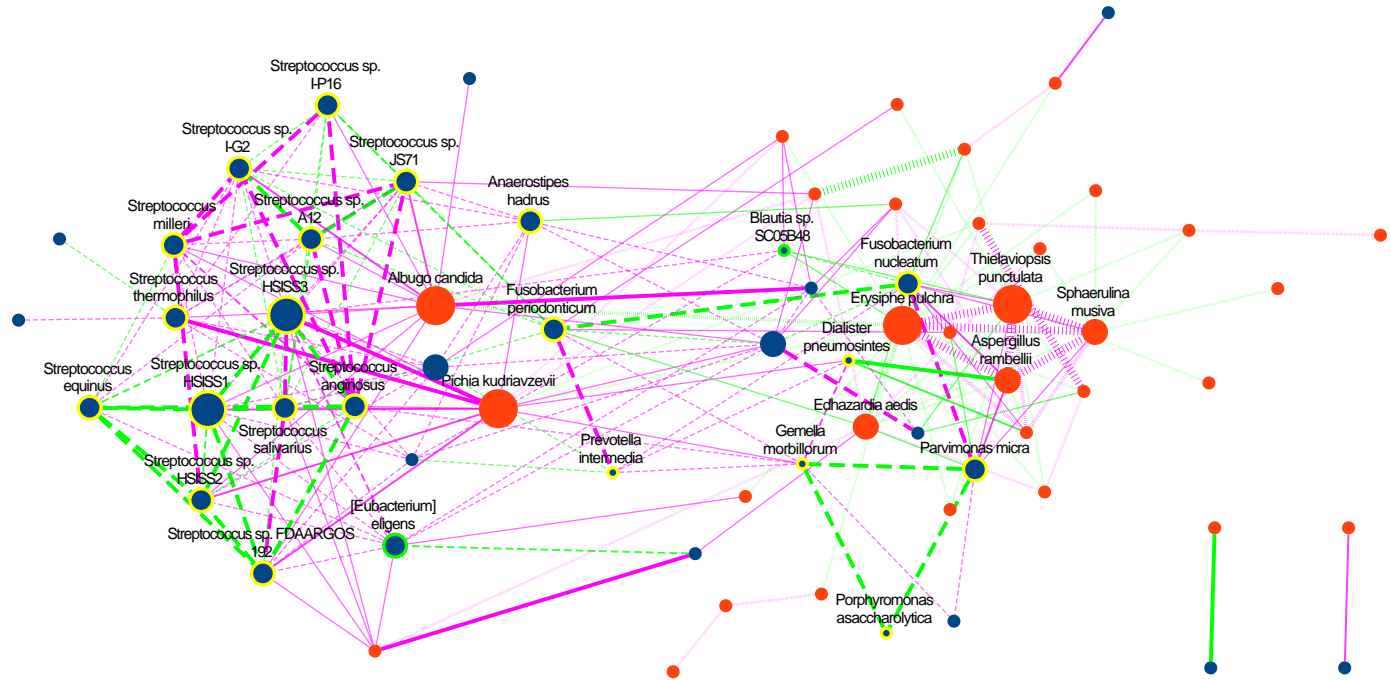 Streptococcus sp.
I-P16
Streptococcus sp.
I-G2
Streptococcus sp.
JS71
Anaerostipes
hadrus
Streptococcus
milleri
Streptococcus sp.
A12
Blautia sp.
SC05B48
Fusobacterium
nucleatum
Thielaviopsis
punctulata
Streptococcus
thermophilus
Streptococcus sp.
HSISS3
Albugo candida
Fusobacterium
periodonticum
Erysiphe pulchra
Sphaerulina
musiva
Dialister
pneumosintes
Aspergillus
rambellii
Streptococcus
equinus
Streptococcus sp.
HSISS1
Streptococcus
anginosus
Pichia kudriavzevii
Edhazardia aedis
Streptococcus
salivarius
Prevotella
intermedia
Gemella
morbillorum
Parvimonas micra
Streptococcus sp.
HSISS2
[Eubacterium]
eligens
Streptococcus sp. FDAARGOS
192
Porphyromonas
asaccharolytica